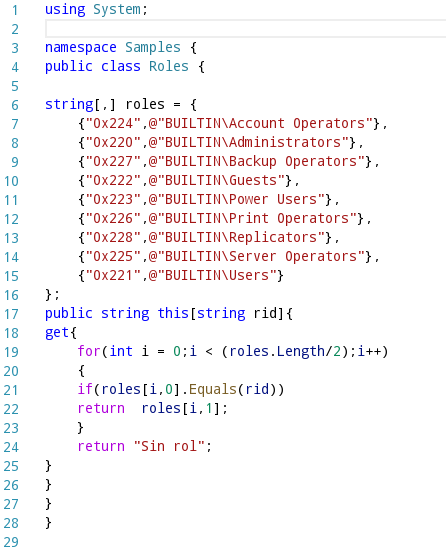 1 using System;
2
3 namespace Samples {
4 public class Roles {
5
6 string[,] roles = {
7     {"0x224",@"BUILTIN\Account Operators"},
8     {"0x220",@"BUILTIN\Administrators"},
9     {"0x227",@"BUILTIN\Backup Operators"},
10     {"0x222",@"BUILTIN\Guests"},
11     {"0x223",@"BUILTIN\Power Users"},
12     {"0x226",@"BUILTIN\Print Operators"},
13     {"0x228",@"BUILTIN\Replicators"},
14     {"0x225",@"BUILTIN\Server Operators"},
15     {"0x221",@"BUILTIN\Users"}
16 };
17 public string this[string rid]{
18 get{
19     for(int i = 0;i < (roles.Length/2);i++)
20     {
21     if(roles[i,0].Equals(rid))
22     return  roles[i,1];
23     }
24     return "Sin rol";
25 }
26 }
27 }
28 }
29